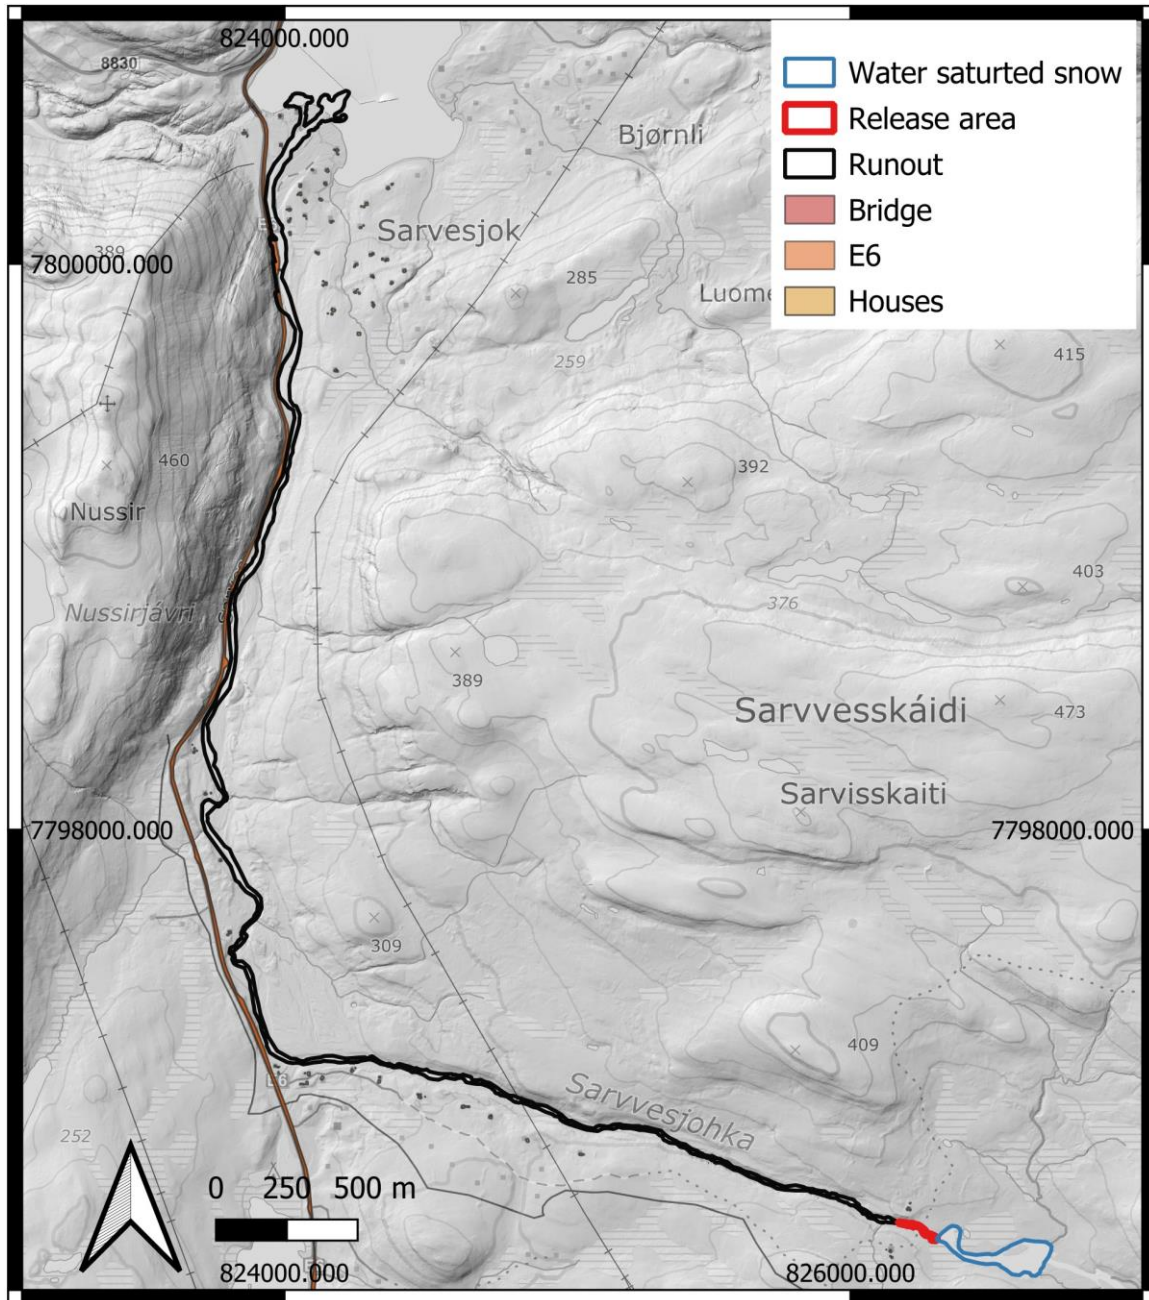 824000.000
8830
Water saturted snow
Release area
Runout
Bridge
E6
Houses
Bjørnli
389
E6
Sarvesjok
7800000.000
285
Luome
259
415
460
392
Nussir
403
376
Nussirjávri
389
Sarvvesskáidi
473
Sarvisskaiti
7798000.000
7798000.000
309
409
E6
Sarvvesjohka
252
0 250 500 m
824000.000
826000.000